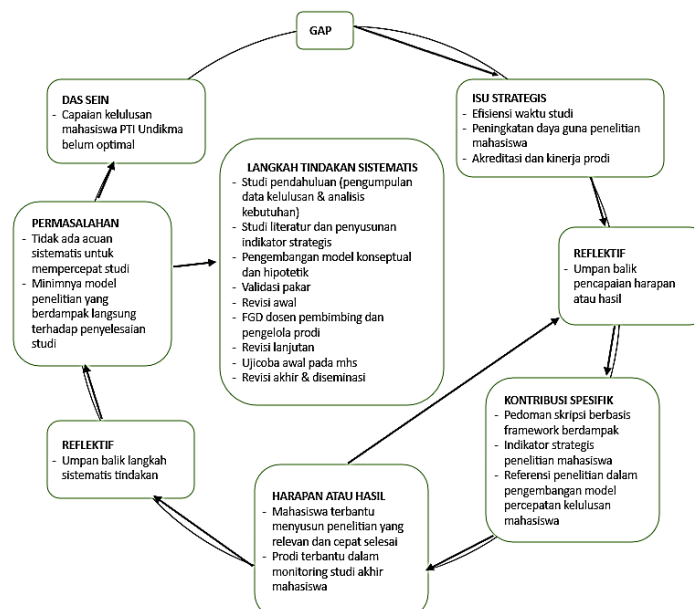 GAP
DAS SEIN
- Capaian kelulusan
mahasiswa PTI Undikma
belum optimal
ISU STRATEGIS
- Efisiensi waktu studi
- Peningkatan daya guna penelitian
mahasiswa
- Akreditasi dan kinerja prodi
LANGKAH TINDAKAN SISTEMATIS
- Studi pendahuluan (pengumpulan
data kelulusan & analisis
kebutuhan)
- Studi literatur dan penyusunan
indikator strategis
- Pengembangan model konseptual
dan hipotetik
- Validasi pakar
- Revisi awal
- FGD dosen pembimbing dan
pengelola prodi
- Revisi lanjutan
- Ujicoba awal pada mhs
- Revisi akhir & diseminasi
PERMASALAHAN
- Tidak ada acuan
sistematis untuk
mempercepat studi
- Minimnya model
penelitian yang
berdampak langsung
terhadap penyelesaian
studi
REFLEKTIF
- Umpan balik
pencapaian harapan
atau hasil
KONTRIBUSI SPESIFIK
- Pedoman skripsi berbasis
framework berdampak
- Indikator strategis
penelitian mahasiswa
- Referensi penelitian dalam
pengembangan model
percepatan kelulusan
mahasiswa
REFLEKTIF
- Umpan balik langkah
sistematis tindakan
HARAPAN ATAU HASIL
- Mahasiswa terbantu
menyusun penelitian yang
relevan dan cepat selesai
- Prodi terbantu dalam
monitoring studi akhir
mahasiswa